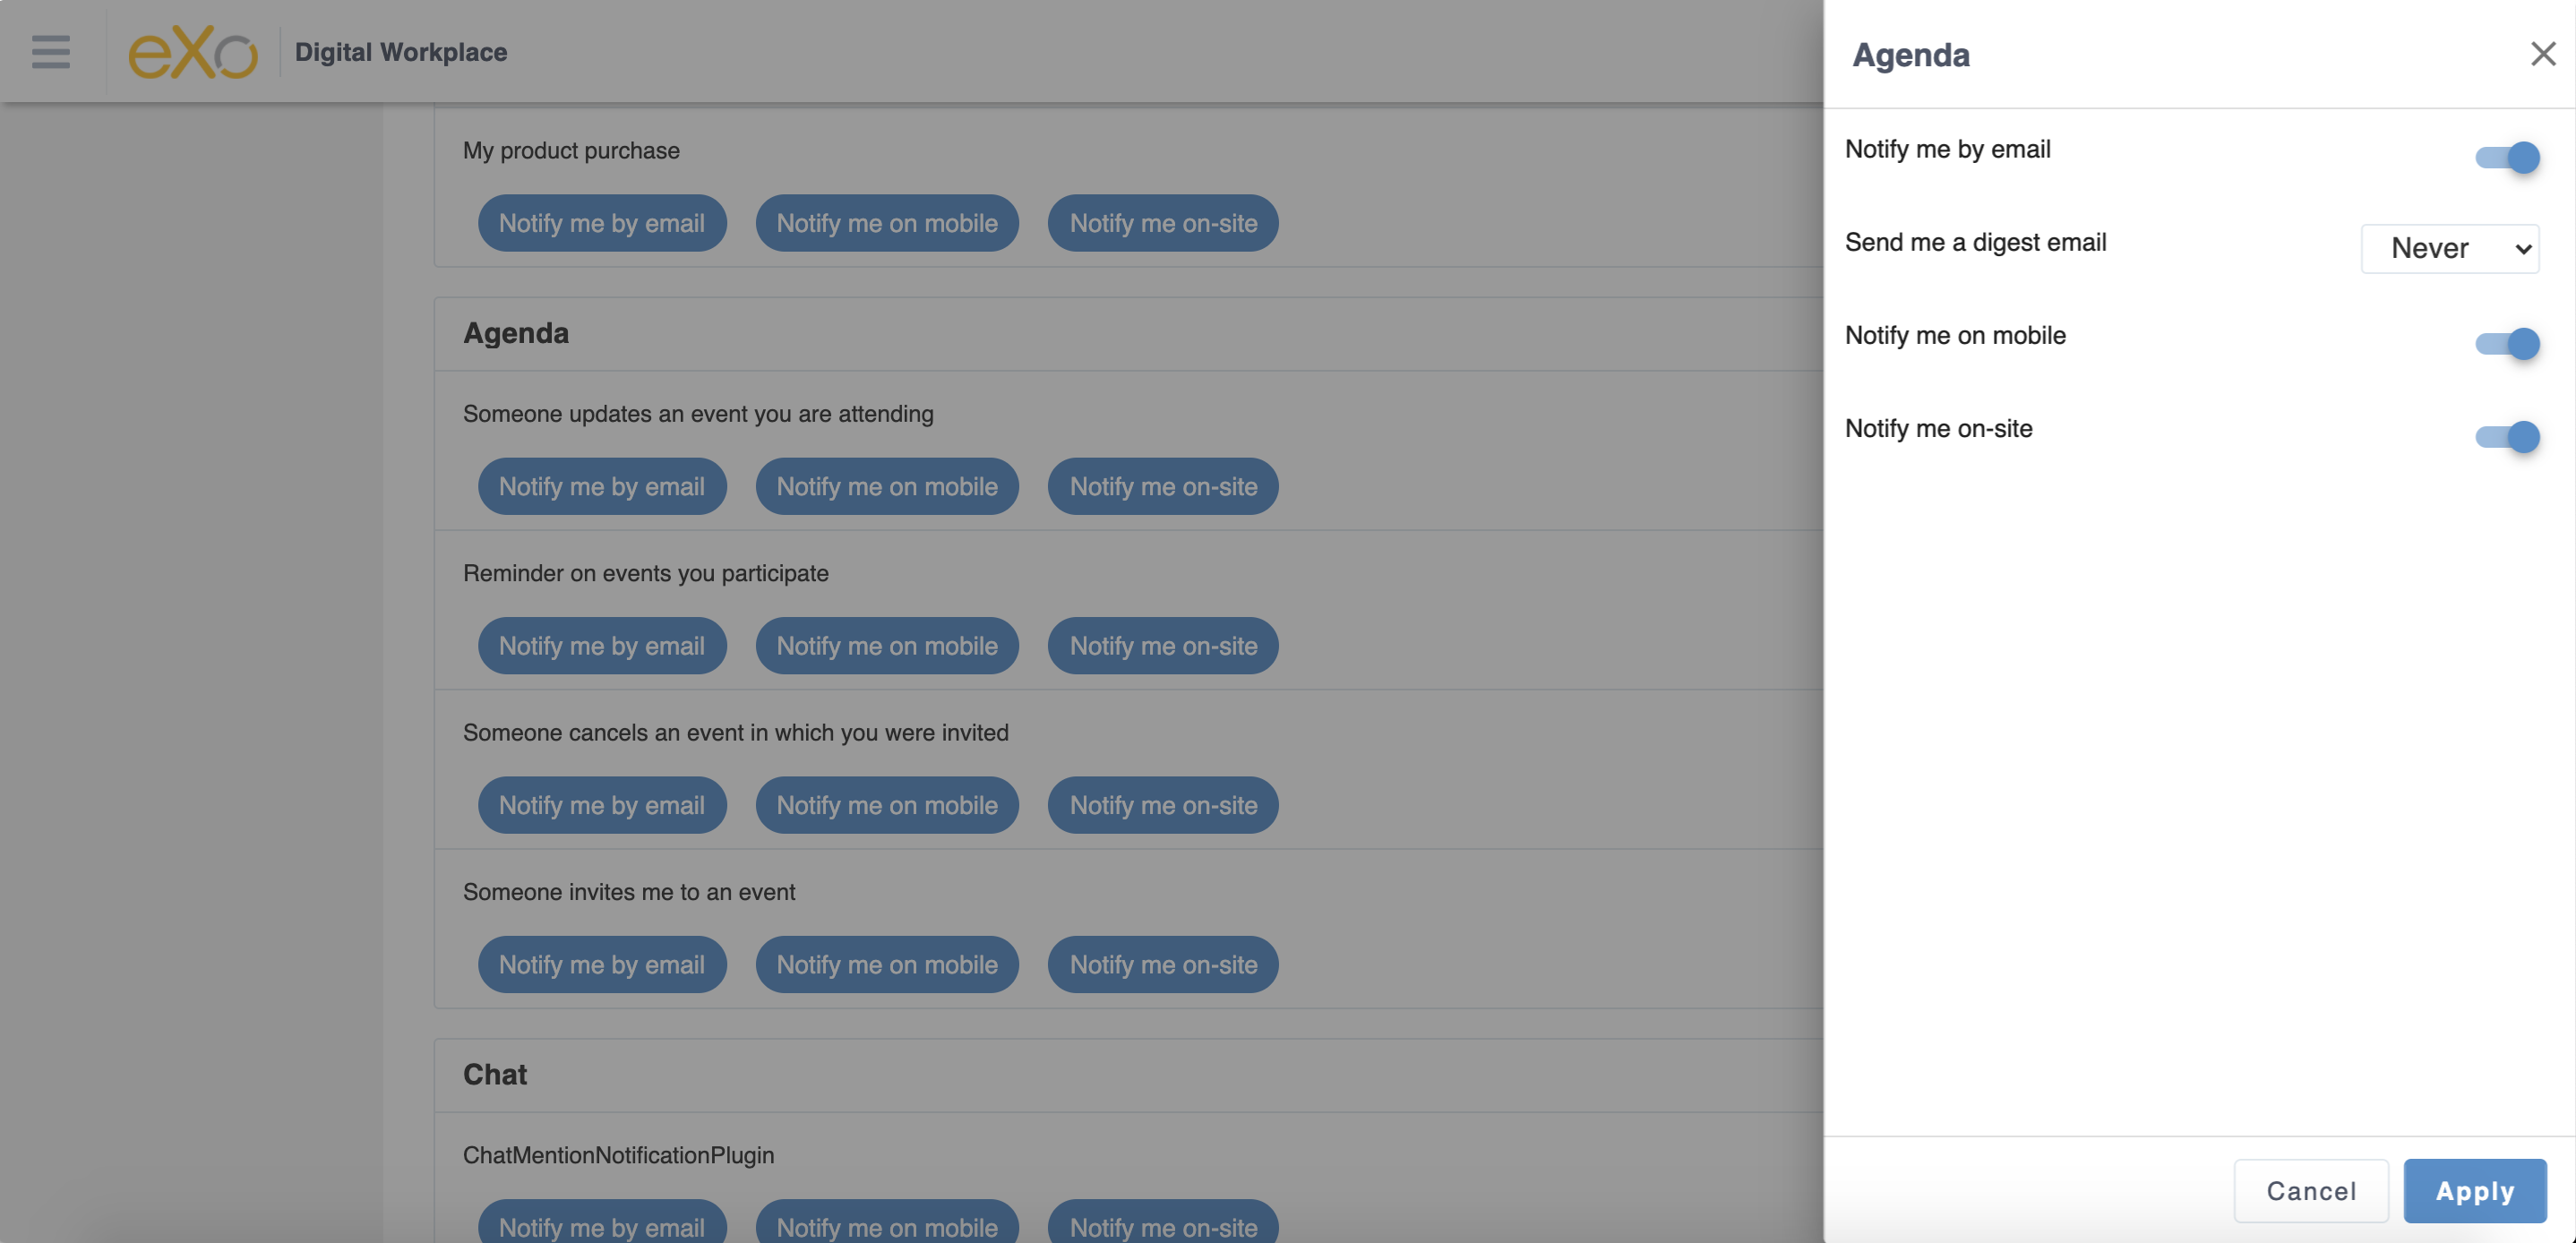 eXo Digital Workplace
My product purchase
Notify me by email Notify me on mobile Notify me on-site
Agenda
Someone updates an event you are attending
Notify me by email Notify me on mobile Notify me on-site
Reminder on events you participate
Notify me by email Notify me on mobile Notify me on-site
Someone cancels an event in which you were invited
Notify me by email Notify me on mobile Notify me on-site
Someone invites me to an event
Notify me by email Notify me on mobile Notify me on-site
Chat
ChatMentionNotificationPlugin
Notify me by email Notify me on mobile Notify me on-site
Agenda
Notify me by email
Send me a digest email Never
Notify me on mobile
Notify me on-site
Cancel Apply